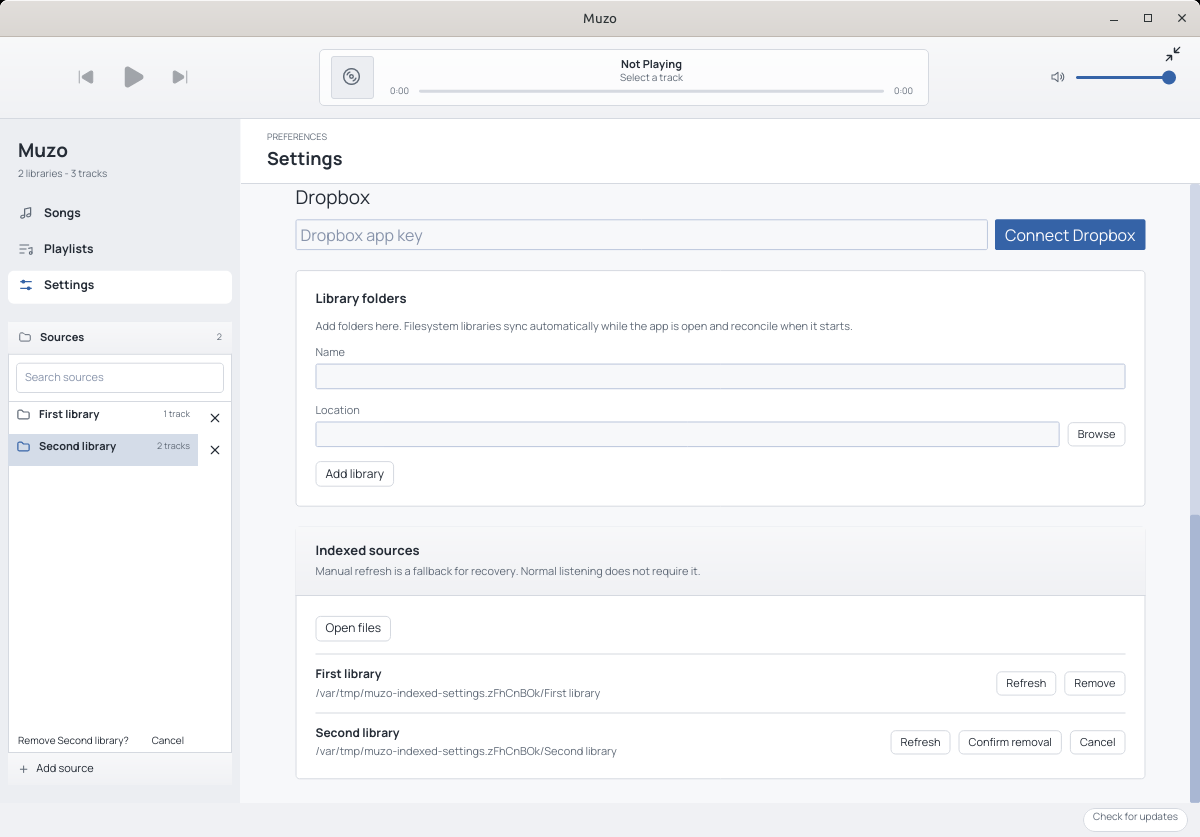 Muzo
Not Playing
Select a track
0:00
0:00
Muzo
2 libraries - 3 tracks
Songs
Playlists
Settings
Sources 2
Search sources
First library 1 track
Second library 2 tracks
Remove Second library? Cancel
Add source
PREFERENCES
Settings
Dropbox
Dropbox app key
Connect Dropbox
Library folders
Add folders here. Filesystem libraries sync automatically while the app is open and reconcile when it starts.
Name
Location
Browse
Add library
Indexed sources
Manual refresh is a fallback for recovery. Normal listening does not require it.
Open files
First library
/var/tmp/muzo-indexed-settings.zFhCnBOk/First library
Refresh Remove
Second library
/var/tmp/muzo-indexed-settings.zFhCnBOk/Second library
Refresh Confirm removal Cancel
Check for updates